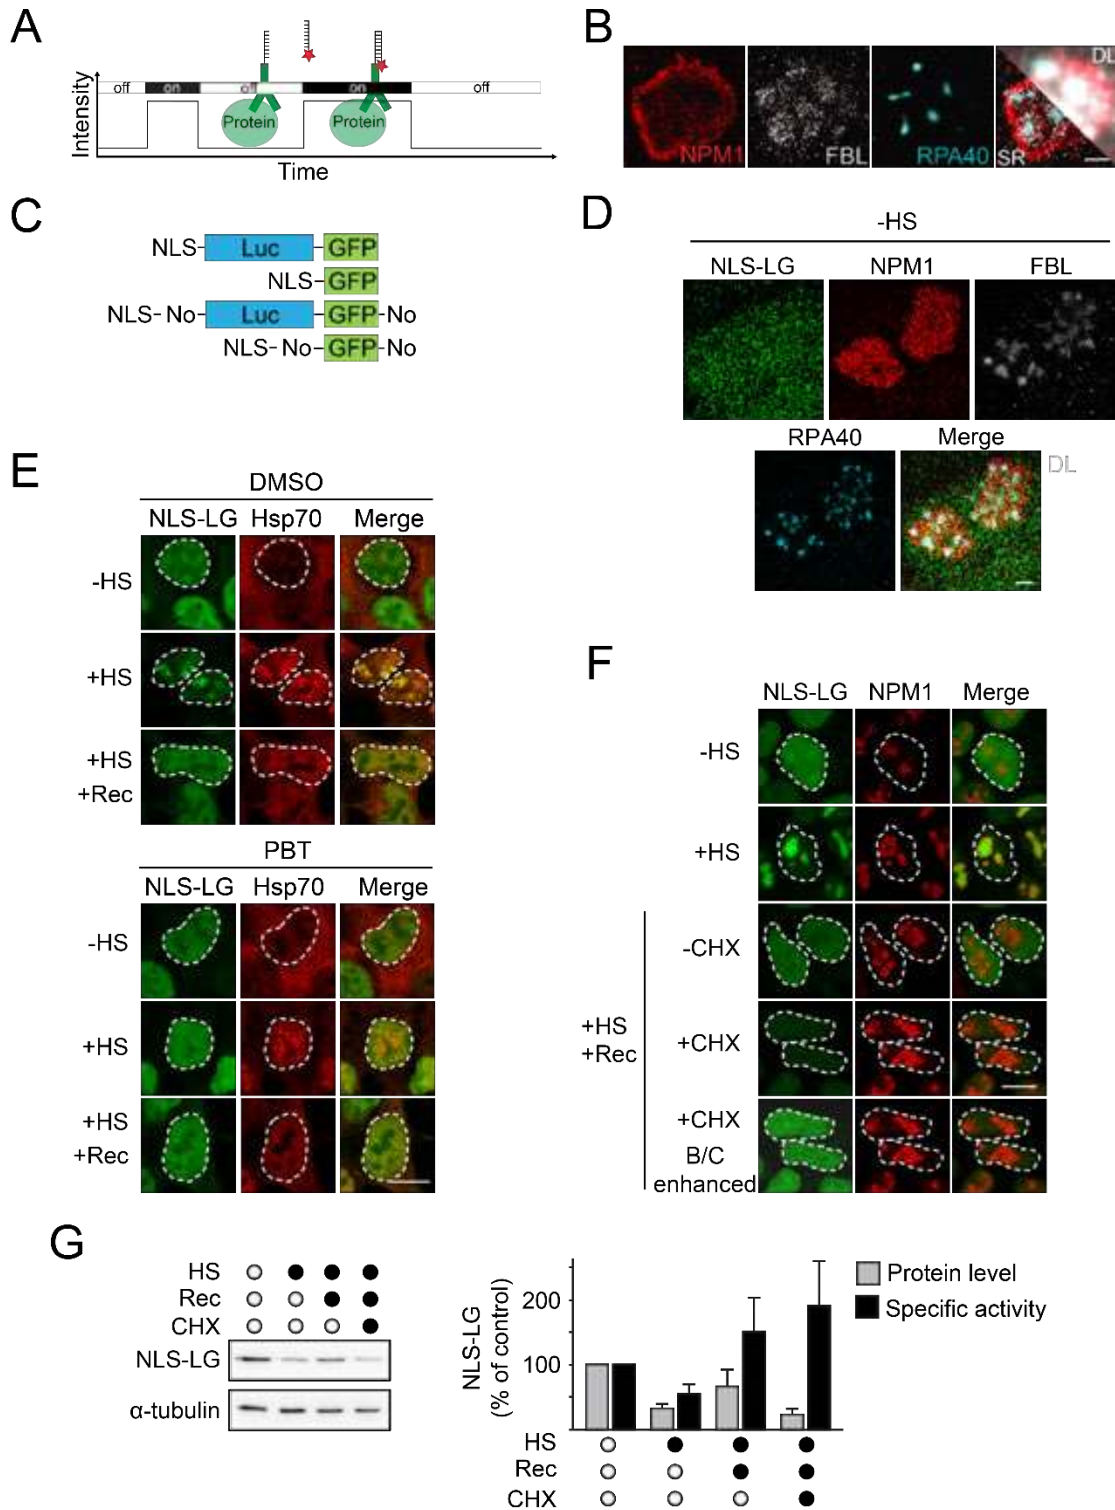 A
Intensity
off on off on off
Protein Protein
Time
B
NPM1 FBL RPA40 SR DL
C
NLS- Luc - GFP
NLS- GFP
NLS- No- Luc - GFP - No
NLS- No- GFP - No
D
-HS
NLS-LG NPM1 FBL
RPA40 Merge
DL
E
DMSO
NLS-LG Hsp70 Merge
-HS
+HS
+HS
+Rec
PBT
NLS-LG Hsp70 Merge
-HS
+HS
+HS
+Rec
F
NLS-LG NPM1 Merge
-HS
+HS
+HS
+Rec
-CHX
+CHX
+CHX
B/C
enhanced
G
HS
Rec
CHX
NLS-LG
α-tubulin
NLS-LG
(% of control)
200
100
Protein level
Specific activity
HS
Rec
CHX